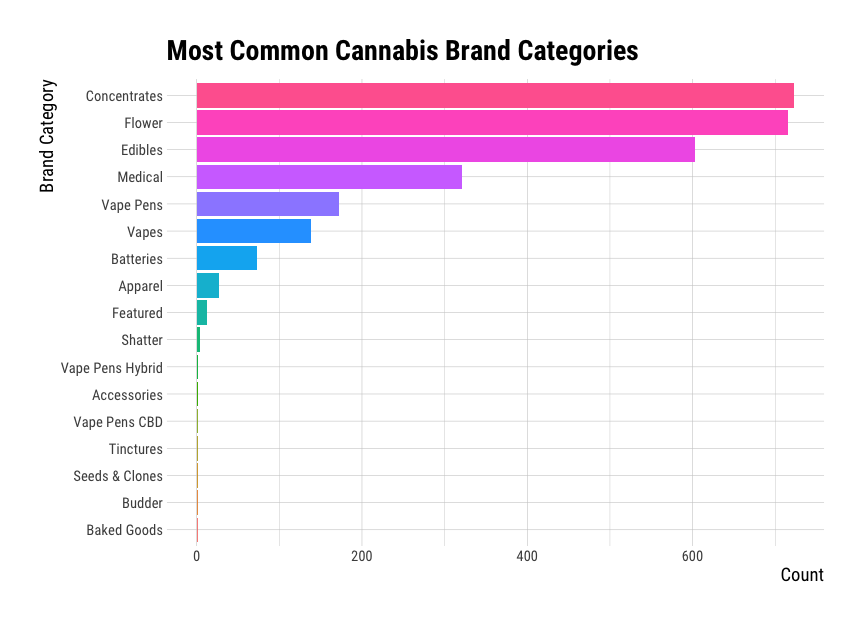 Most Common Cannabis Brand Categories
Brand Category
Concentrates
Flower
Edibles
Medical
Vape Pens
Vapes
Batteries
Apparel
Featured
Shatter
Vape Pens Hybrid
Accessories
Vape Pens CBD
Tinctures
Seeds & Clones
Budder
Baked Goods
0 200 400 600
Count